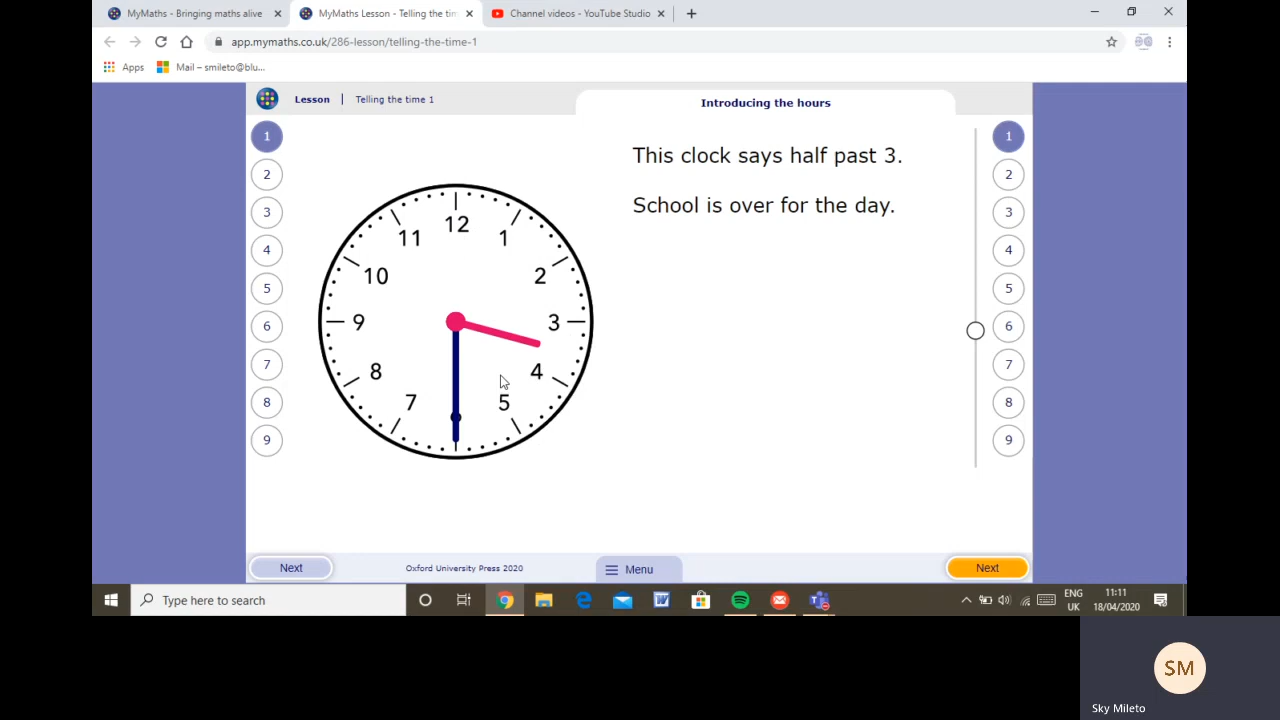 MyMaths - Bringing maths alive
MyMaths Lesson - Telling the tim
Channel videos - YouTube Studio
app.mymaths.co.uk/286-lesson/telling-the-time-1
Apps
Mail – smileto@blu...
Lesson | Telling the time 1
Introducing the hours
1
2
3
4
5
6
7
8
9
12
1
2
3
4
5
7
8
9
10
11
This clock says half past 3.
School is over for the day.
1
2
3
4
5
6
7
8
9
Next
Oxford University Press 2020
Menu
Next
Type here to search
ENG
UK
11:11
18/04/2020
SM
Sky Mileto